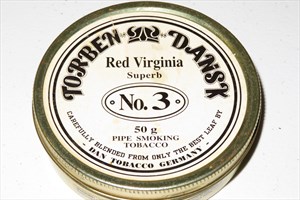 TORBEN DANSK
Red Virginia
Superb
No. 3
50 g
PIPE SMOKING
TOBACCO
CAREFULLY BLENDED FROM ONLY THE BEST LEAF BY
- DAN TOBACCO GERMANY -